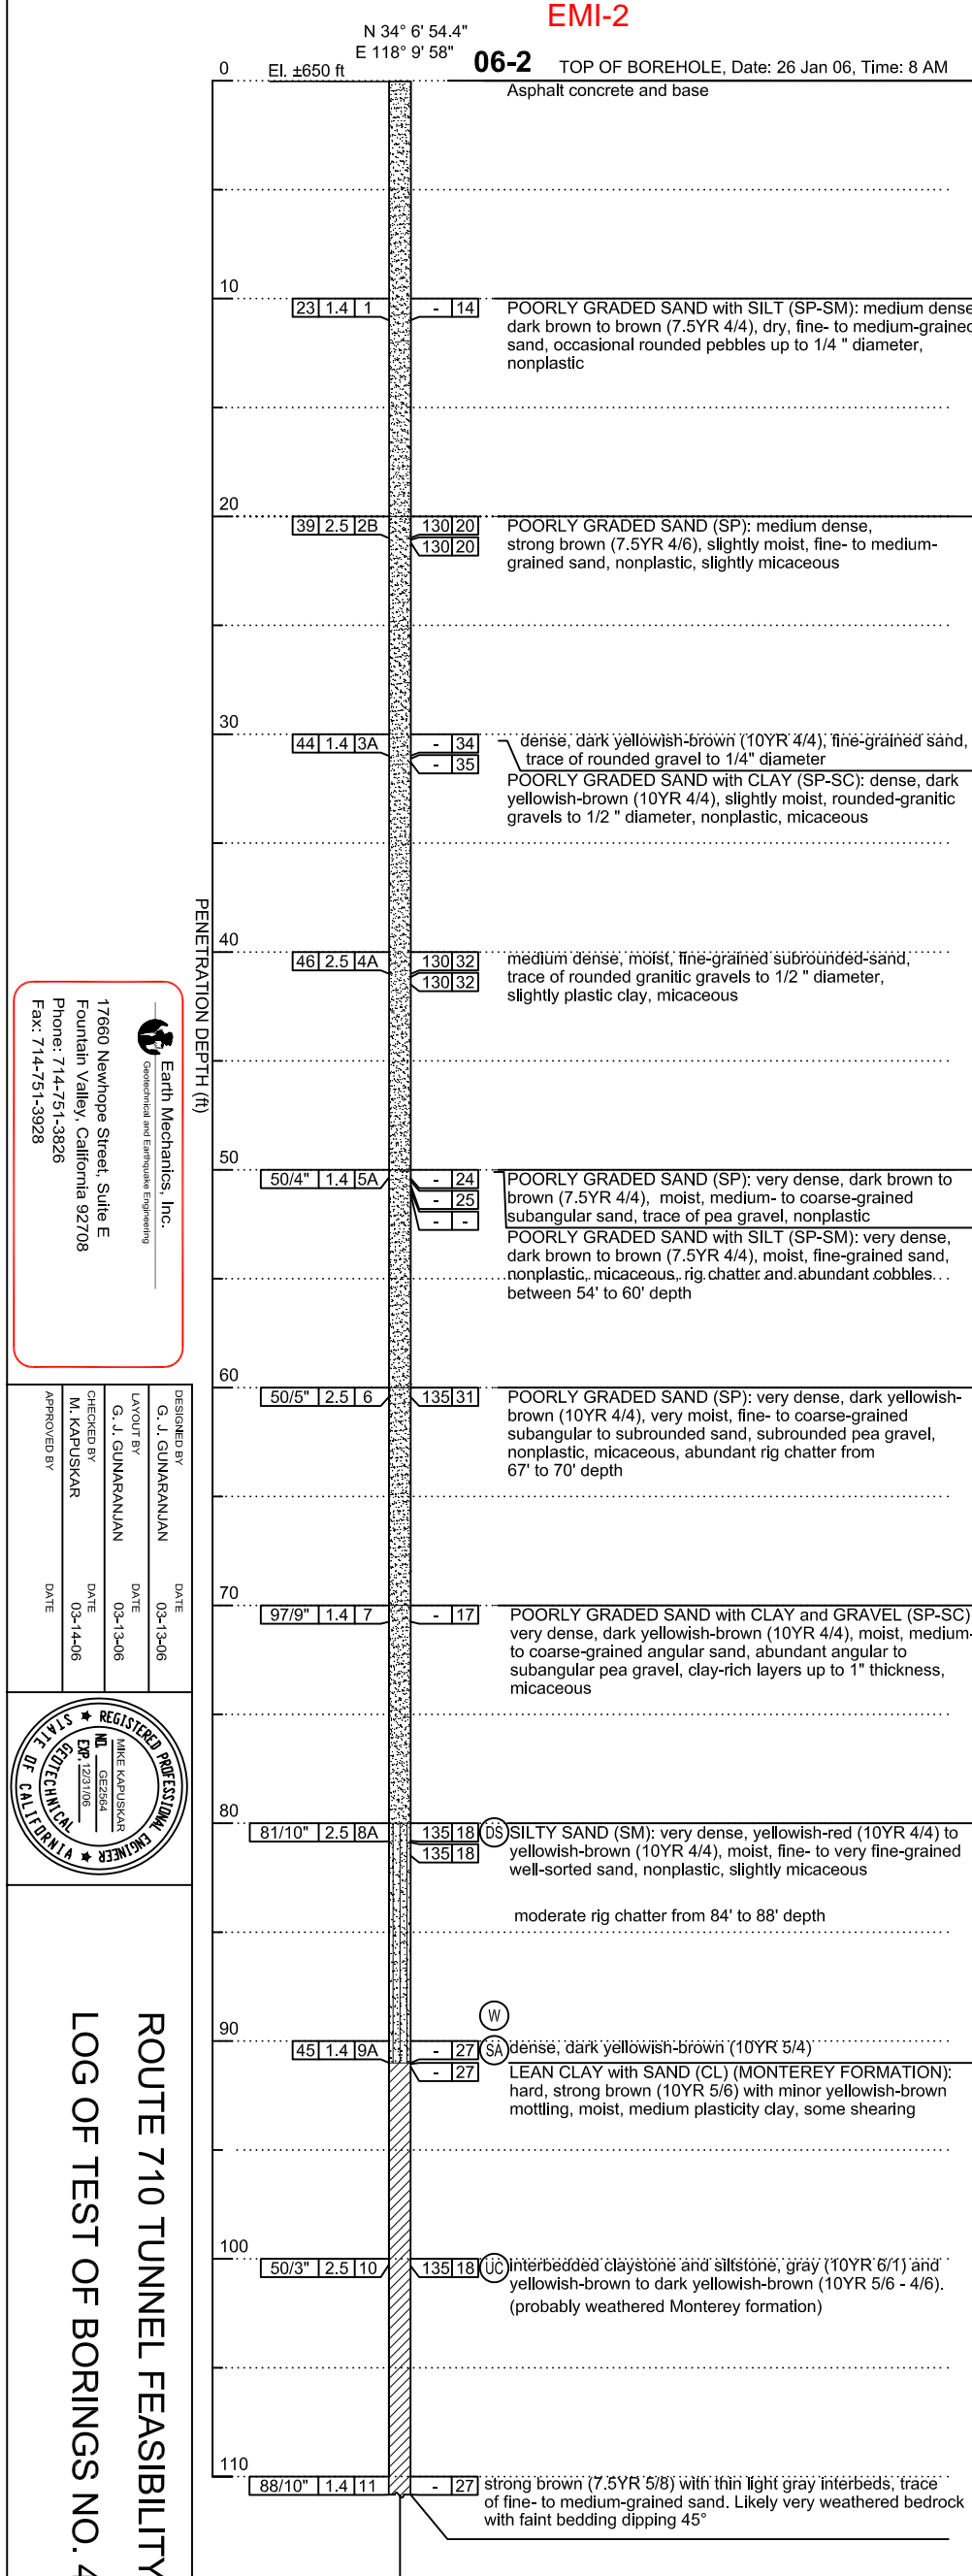 EMI-2
N 34° 6' 54.4"
E 118° 9' 58"
06-2
El. ±650 ft
TOP OF BOREHOLE, Date: 26 Jan 06, Time: 8 AM
0
Asphalt concrete and base
10
23 1.4 1 - 14
POORLY GRADED SAND with SILT (SP-SM): medium dense
dark brown to brown (7.5YR 4/4), dry, fine- to medium-grained
sand, occasional rounded pebbles up to 1/4 " diameter,
nonplastic
20
39 2.5 2B 130 20
130 20
POORLY GRADED SAND (SP): medium dense,
strong brown (7.5YR 4/6), slightly moist, fine- to medium-
grained sand, nonplastic, slightly micaceous
30
44 1.4 3A - 34
- 35
dense, dark yellowish-brown (10YR 4/4), fine-grained sand,
trace of rounded gravel to 1/4" diameter
POORLY GRADED SAND with CLAY (SP-SC): dense, dark
yellowish-brown (10YR 4/4), slightly moist, rounded-granitic
gravels to 1/2 " diameter, nonplastic, micaceous
40
46 2.5 4A 130 32
130 32
medium dense, moist, fine-grained subrounded-sand,
trace of rounded granitic gravels to 1/2 " diameter,
slightly plastic clay, micaceous
50
50/4" 1.4 5A - 24
- 25
- -
POORLY GRADED SAND (SP): very dense, dark brown to
brown (7.5YR 4/4), moist, medium- to coarse-grained
subangular sand, trace of pea gravel, nonplastic
POORLY GRADED SAND with SILT (SP-SM): very dense,
dark brown to brown (7.5YR 4/4), moist, fine-grained sand,
nonplastic, micaceous, rig chatter and abundant cobbles
between 54' to 60' depth
60
50/5" 2.5 6 135 31
POORLY GRADED SAND (SP): very dense, dark yellowish-
brown (10YR 4/4), very moist, fine- to coarse-grained
subangular to subrounded sand, subrounded pea gravel,
nonplastic, micaceous, abundant rig chatter from
67' to 70' depth
70
97/9" 1.4 7 - 17
POORLY GRADED SAND with CLAY and GRAVEL (SP-SC)
very dense, dark yellowish-brown (10YR 4/4), moist, medium-
to coarse-grained angular sand, abundant angular to
subangular pea gravel, clay-rich layers up to 1" thickness,
micaceous
80
81/10" 2.5 8A 135 18 DS
135 18
SILTY SAND (SM): very dense, yellowish-red (10YR 4/4) to
yellowish-brown (10YR 4/4), moist, fine- to very fine-grained
well-sorted sand, nonplastic, slightly micaceous
moderate rig chatter from 84' to 88' depth
W
90
45 1.4 9A - 27 SA
- 27
dense, dark yellowish-brown (10YR 5/4)
LEAN CLAY with SAND (CL) (MONTEREY FORMATION):
hard, strong brown (10YR 5/6) with minor yellowish-brown
mottling, moist, medium plasticity clay, some shearing
100
50/3" 2.5 10 135 18 UC
interbedded claystone and siltstone, gray (10YR 6/1) and
yellowish-brown to dark yellowish-brown (10YR 5/6 - 4/6).
(probably weathered Monterey formation)
110
88/10" 1.4 11 - 27
strong brown (7.5YR 5/8) with thin light gray interbeds, trace
of fine- to medium-grained sand. Likely very weathered bedrock
with faint bedding dipping 45°
PENETRATION DEPTH (ft)
Earth Mechanics, Inc.
Geotechnical and Earthquake Engineering
17660 Newhope Street, Suite E
Fountain Valley, California 92708
Phone: 714-751-3826
Fax: 714-751-3928
DESIGNED BY DATE
G. J. GUNARANJAN 03-13-06
LAYOUT BY DATE
G. J. GUNARANJAN 03-13-06
CHECKED BY DATE
M. KAPUSKAR 03-14-06
APPROVED BY DATE
REGISTERED PROFESSIONAL ENGINEER
MIKE KAPUSKAR
NO. GE2564
EXP. 12/31/06
GEOTECHNICAL
STATE OF CALIFORNIA
ROUTE 710 TUNNEL FEASIBILITY
LOG OF TEST OF BORINGS NO. 4